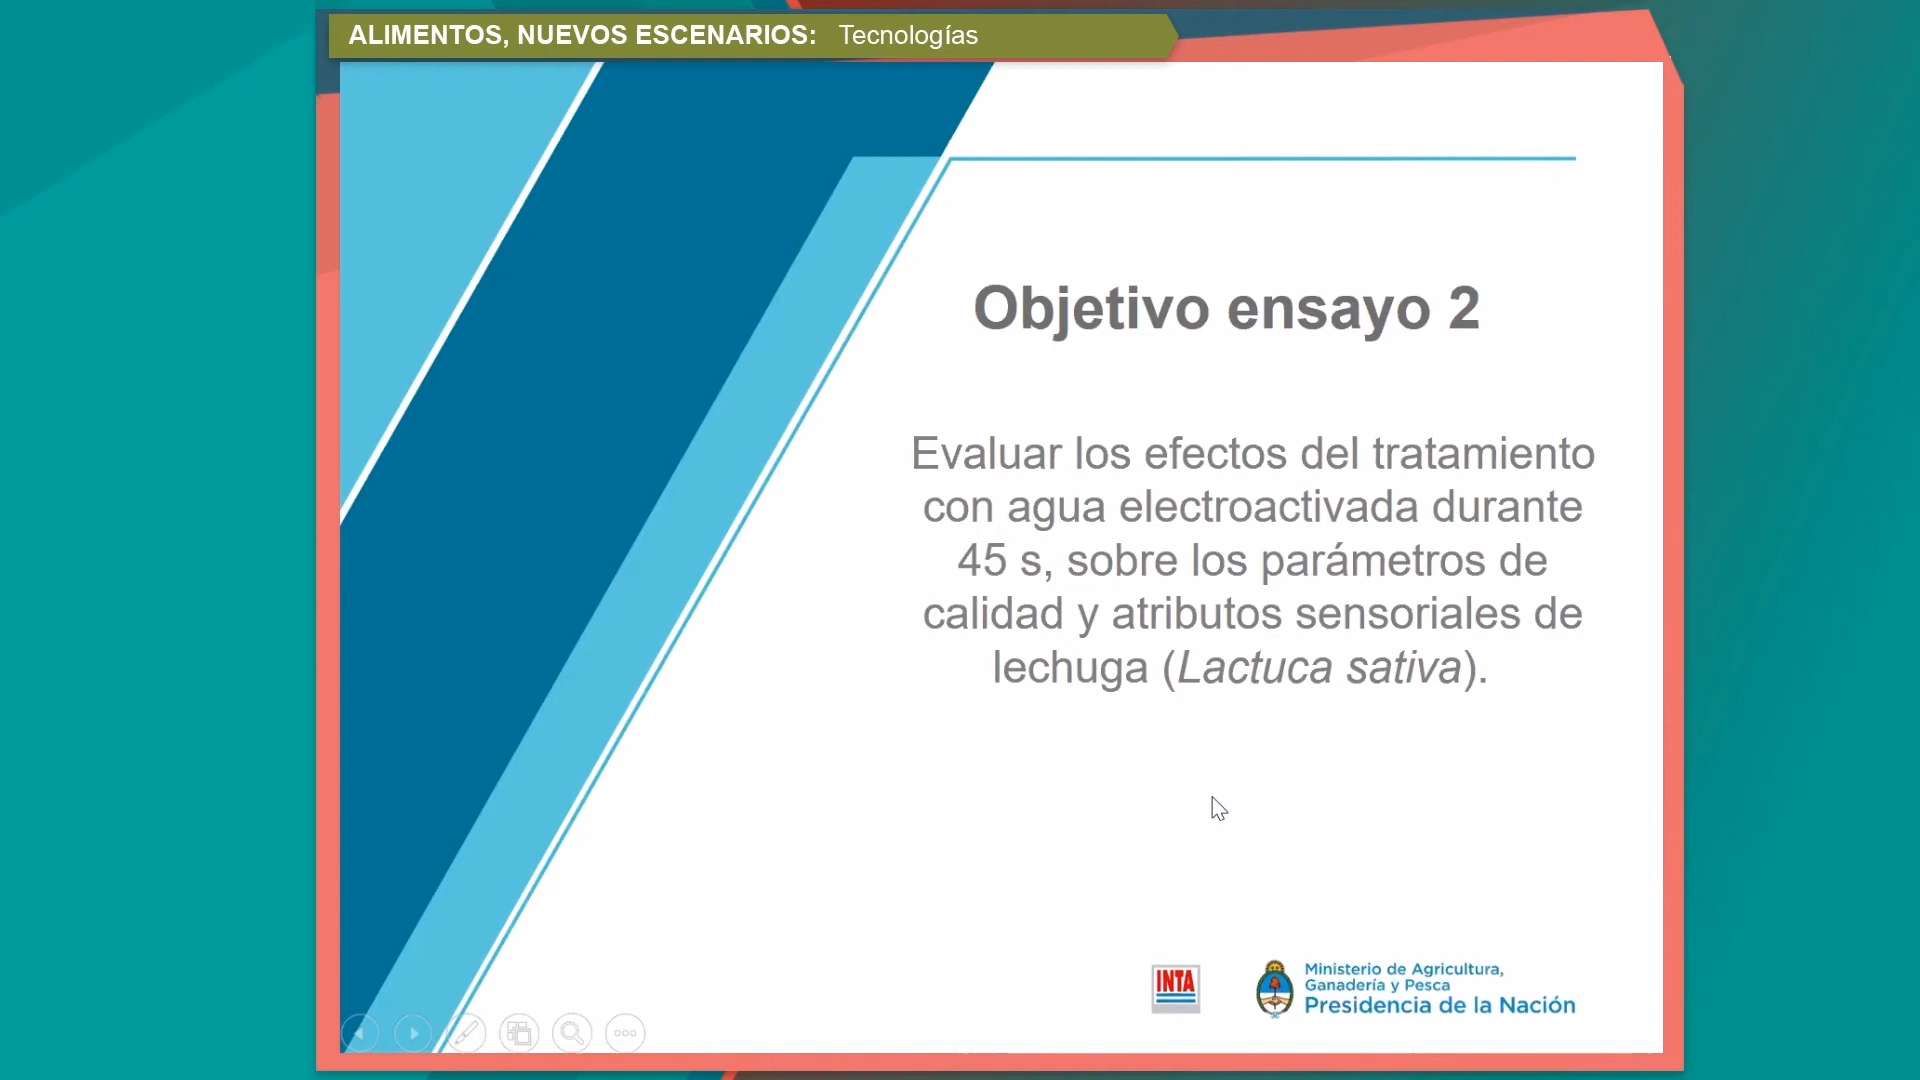 ALIMENTOS, NUEVOS ESCENARIOS: Tecnologías
Objetivo ensayo 2
Evaluar los efectos del tratamiento
con agua electroactivada durante
45 s, sobre los parámetros de
calidad y atributos sensoriales de
lechuga (Lactuca sativa).
INTA
Ministerio de Agricultura,
Ganadería y Pesca
Presidencia de la Nación